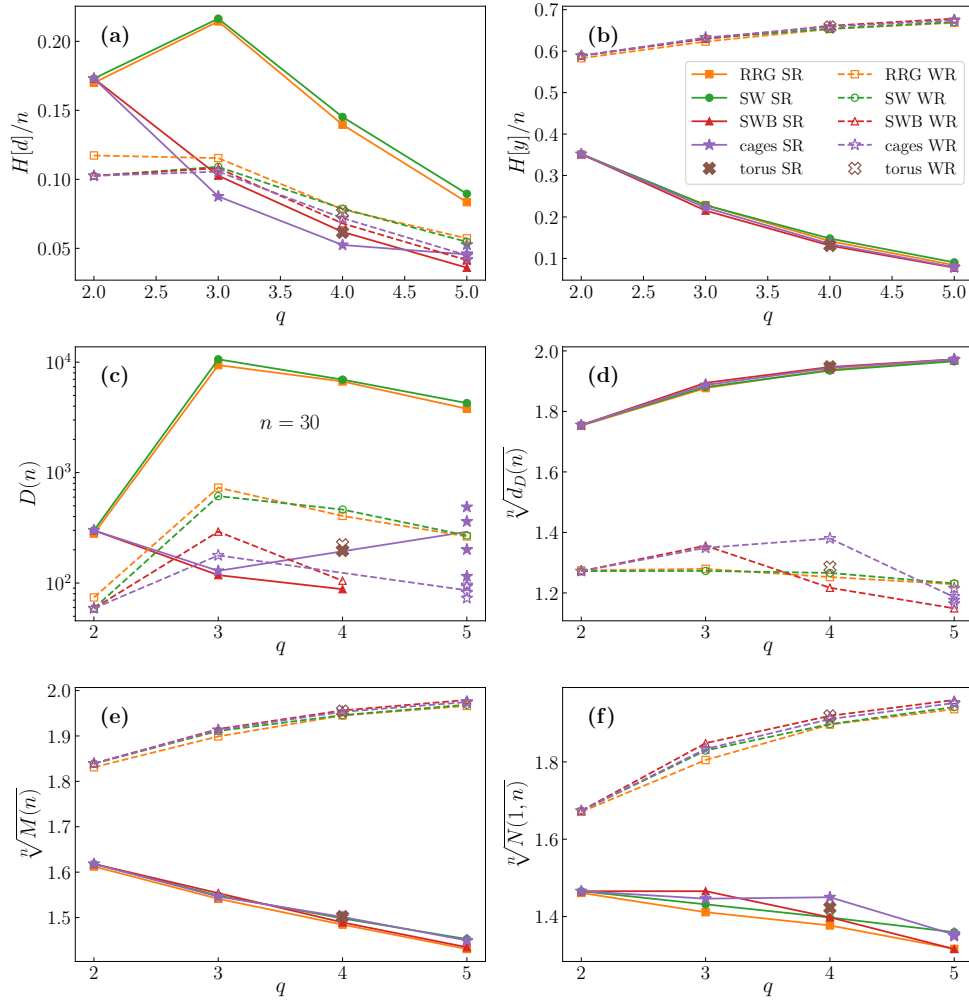 (a)
H[d]/n
0.20
0.15
0.10
0.05
2.0 2.5 3.0 3.5 4.0 4.5 5.0
q
(b)
H[y]/n
0.7
0.6
0.5
0.4
0.3
0.2
0.1
RRG SR RRG WR
SW SR SW WR
SWB SR SWB WR
cages SR cages WR
torus SR torus WR
2.0 2.5 3.0 3.5 4.0 4.5 5.0
q
(c)
D(n)
10^4
10^3
10^2
n = 30
2 3 4 5
q
(d)
\sqrt[n]{d_D(n)}
2.0
1.8
1.6
1.4
1.2
2 3 4 5
q
(e)
\sqrt[n]{M(n)}
2.0
1.9
1.8
1.7
1.6
1.5
2 3 4 5
q
(f)
\sqrt[n]{N(1, n)}
1.8
1.6
1.4
2 3 4 5
q